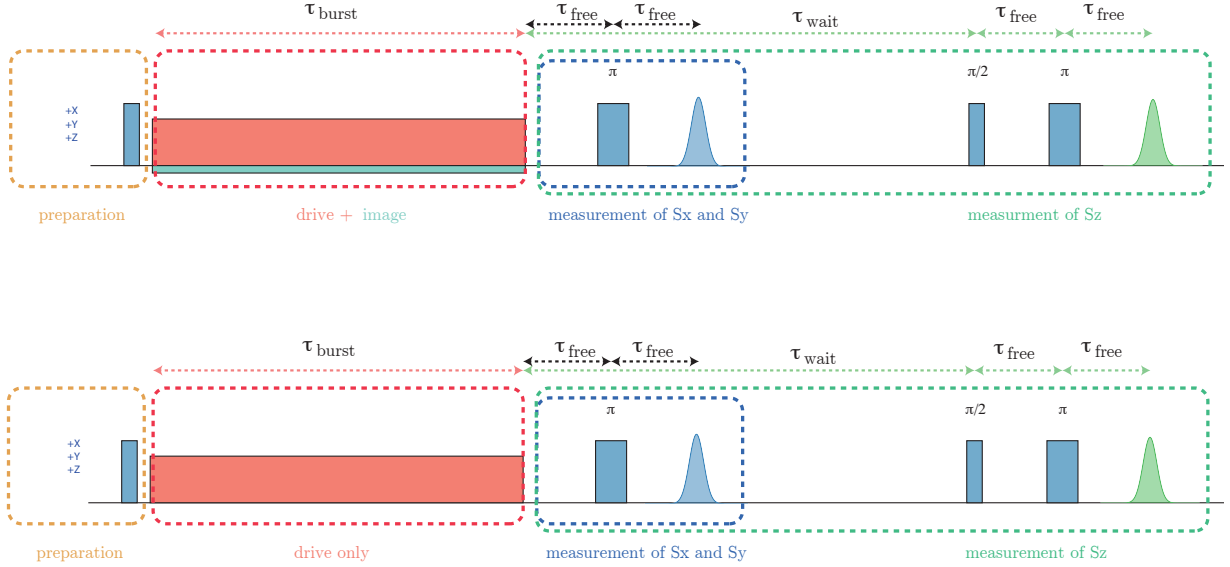 τ burst
τ free
τ free
τ wait
τ free
τ free
π
π/2
π
+X
+Y
+Z
preparation
drive + image
measurement of Sx and Sy
measurment of Sz
τ burst
τ free
τ free
τ wait
τ free
τ free
π
π/2
π
+X
+Y
+Z
preparation
drive only
measurement of Sx and Sy
measurement of Sz